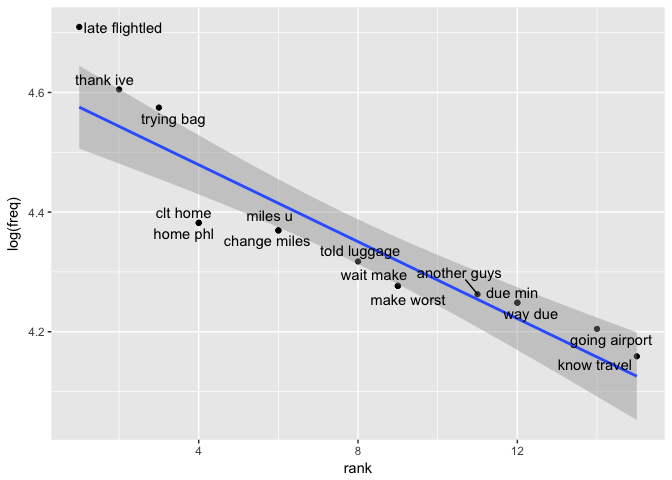 late flightled
thank ive
4.6
trying bag
log(freq)
clt home
miles u
4.4
home phl
change miles
told luggage
another guys
wait make
due min
make worst
way due
4.2
going airport
know travel
4
8
12
rank